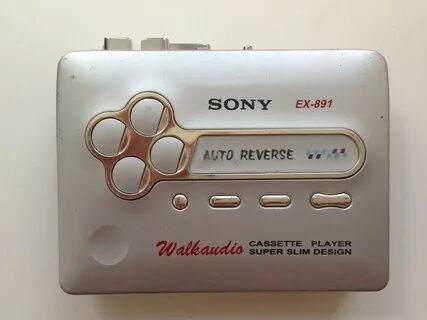 SONY EX-891
AUTO REVERSE
Walkaudio CASSETTE PLAYER
SUPER SLIM DESIGN